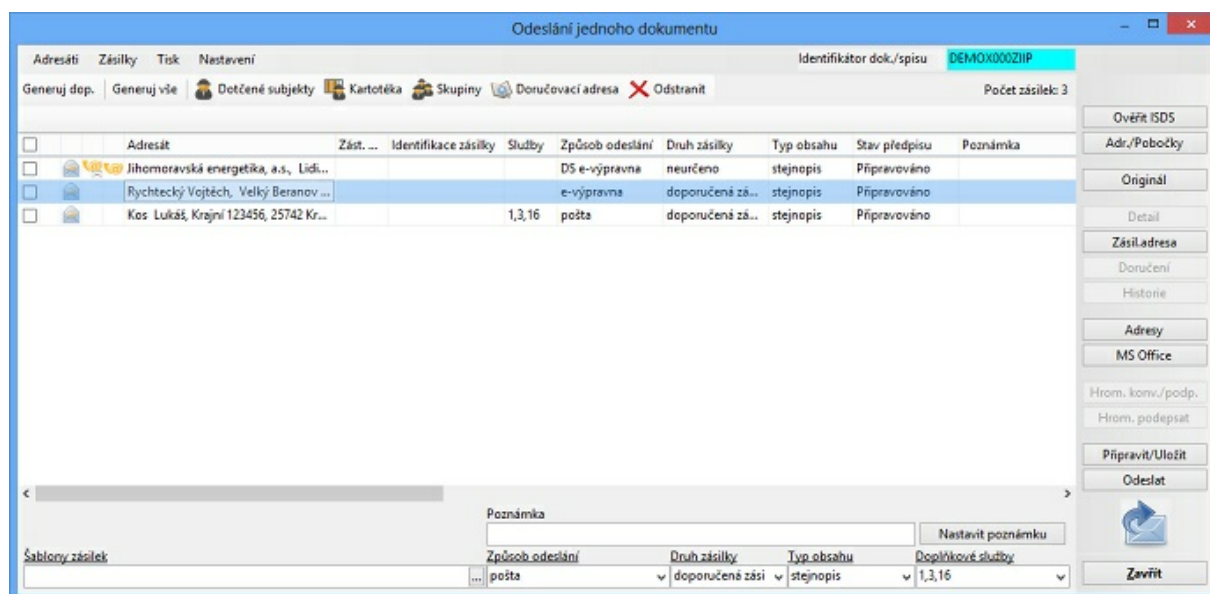 Odeslání jednoho dokumentu
Adresáti Zásilky Tisk Nastavení Identifikátor dok./spisu DEMOX000ZIIP
Generuj dop. Generuj vše Dotčené subjekty Kartotéka Skupiny Doručovací adresa Odstranit Počet zásilek: 3
Ověřit ISDS
Adresát Zást. ... Identifikace zásilky Služby Způsob odeslání Druh zásilky Typ obsahu Stav předpisu Poznámka
Adr./Pobočky
Jihomoravská energetika, a.s., Lidi... DS e-výpravna neurčeno stejnopis Připravováno
Originál
Rychtecký Vojtěch, Velký Beranov ... e-výpravna doporučená zá... stejnopis Připravováno
Kos Lukáš, Krajní 123456, 25742 Kr... 1,3,16 pošta doporučená zá... stejnopis Připravováno
Detail
Zásil.adresa
Doručení
Historie
Adresy
MS Office
Hrom. konv./podp.
Hrom. podepsat
Připravit/Uložit
Odeslat
Poznámka
Nastavit poznámku
Šablony zásilek Způsob odeslání Druh zásilky Typ obsahu Doplňkové služby
... pošta doporučená zási stejnopis 1,3,16
Zavřít